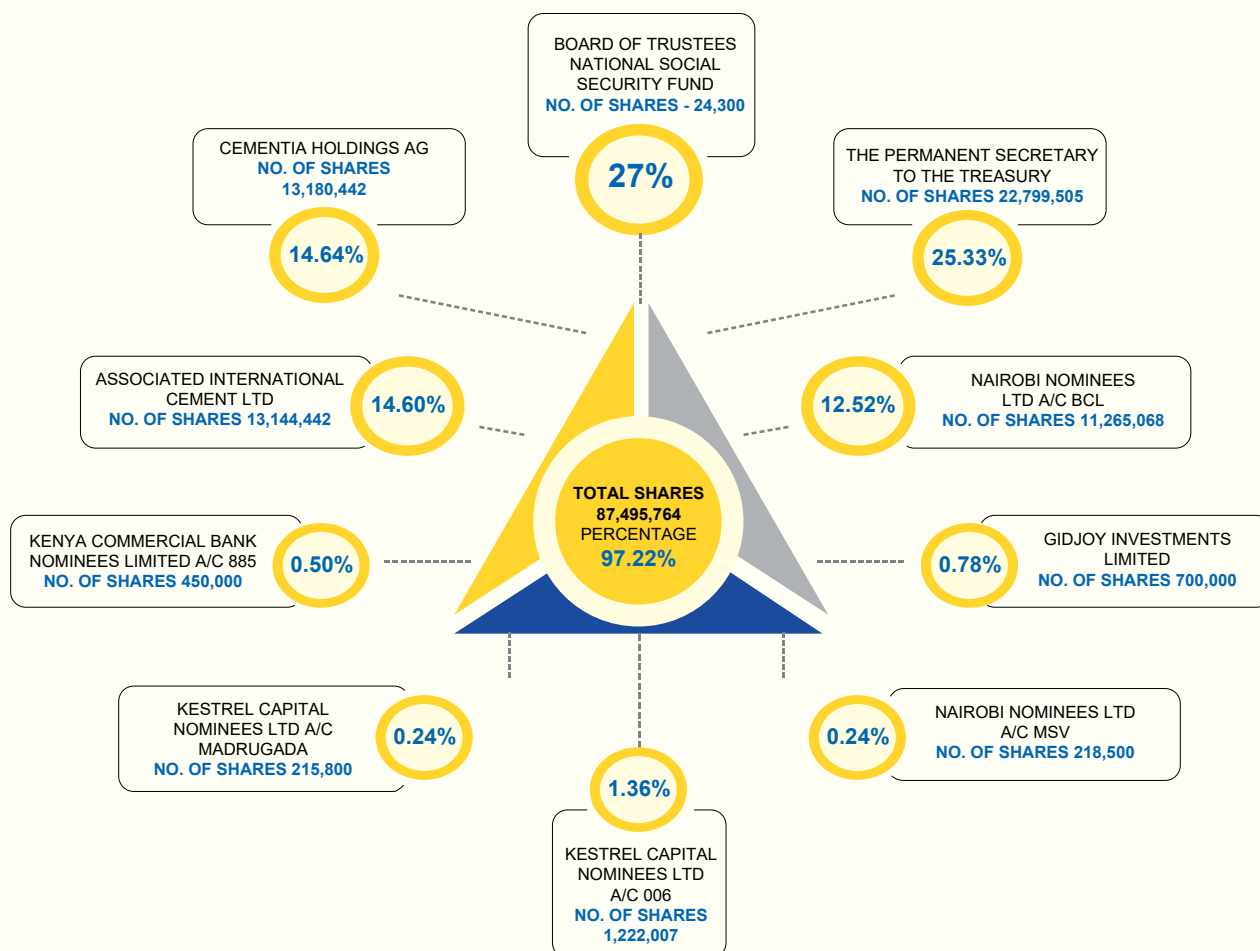 BOARD OF TRUSTEES
NATIONAL SOCIAL
SECURITY FUND
NO. OF SHARES - 24,300
27%
CEMENTIA HOLDINGS AG
NO. OF SHARES
13,180,442
14.64%
THE PERMANENT SECRETARY
TO THE TREASURY
NO. OF SHARES 22,799,505
25.33%
ASSOCIATED INTERNATIONAL
CEMENT LTD
NO. OF SHARES 13,144,442
14.60%
12.52%
NAIROBI NOMINEES
LTD A/C BCL
NO. OF SHARES 11,265,068
TOTAL SHARES
87,495,764
PERCENTAGE
97.22%
KENYA COMMERCIAL BANK
NOMINEES LIMITED A/C 885
NO. OF SHARES 450,000
0.50%
0.78%
GIDJOY INVESTMENTS
LIMITED
NO. OF SHARES 700,000
KESTREL CAPITAL
NOMINEES LTD A/C
MADRUGADA
NO. OF SHARES 215,800
0.24%
0.24%
NAIROBI NOMINEES LTD
A/C MSV
NO. OF SHARES 218,500
1.36%
KESTREL CAPITAL
NOMINEES LTD
A/C 006
NO. OF SHARES
1,222,007